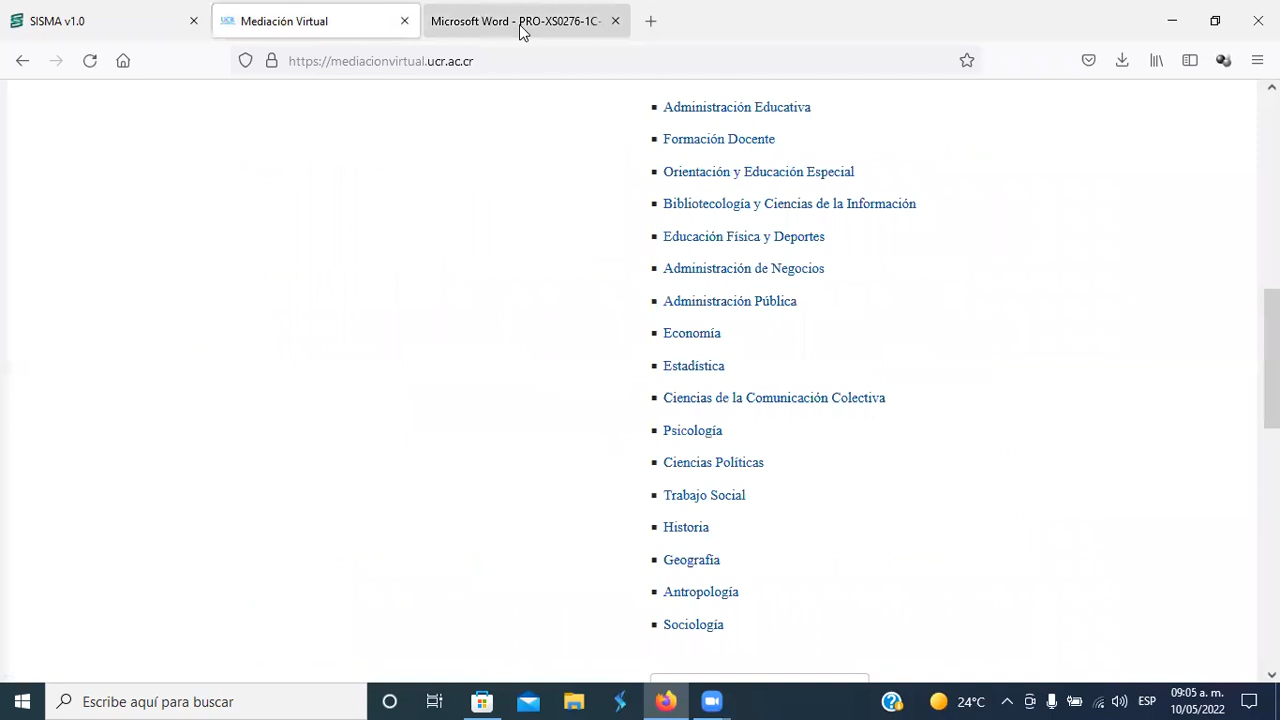 SISMA v1.0
UCR Mediación Virtual
Microsoft Word - PRO-XS0276-1C-
https://mediacionvirtual.ucr.ac.cr
Administración Educativa
Formación Docente
Orientación y Educación Especial
Bibliotecología y Ciencias de la Información
Educación Física y Deportes
Administración de Negocios
Administración Pública
Economía
Estadística
Ciencias de la Comunicación Colectiva
Psicología
Ciencias Políticas
Trabajo Social
Historia
Geografía
Antropología
Sociología
Escribe aquí para buscar
24°C
ESP
09:05 a. m.
10/05/2022